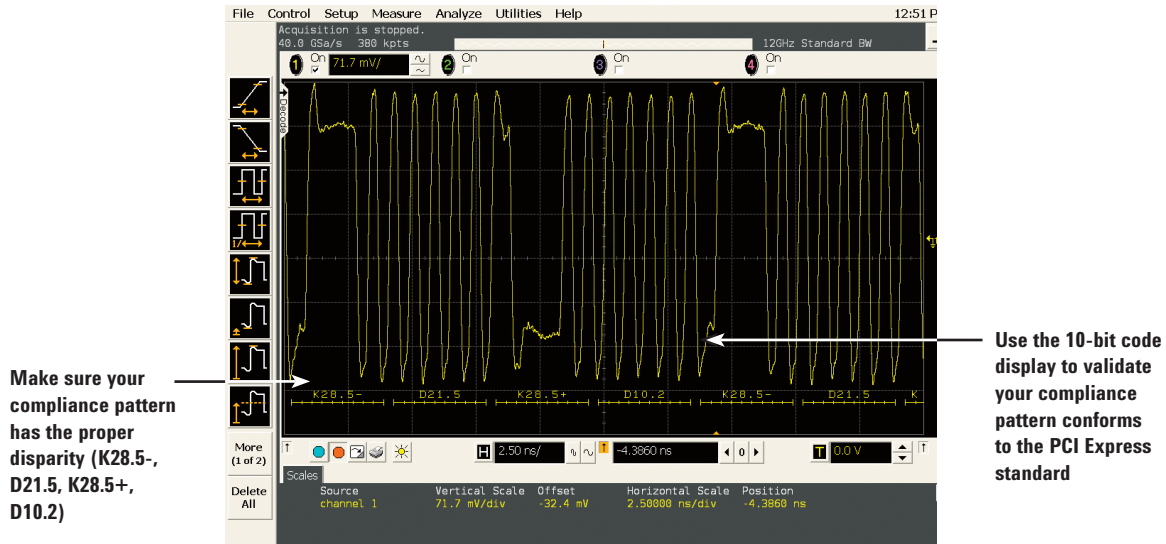 File Control Setup Measure Analyze Utilities Help 12:51 P
Acquisition is stopped.
40.0 GSa/s 380 kpts 12GHz Standard BW
1 On 71.7 mV/ 2 On 3 On 4 On
Decode
1/
K28.5- D21.5 K28.5+ D10.2 K28.5- D21.5 K
Make sure your
compliance pattern
has the proper
disparity (K28.5-,
D21.5, K28.5+,
D10.2)
Use the 10-bit code
display to validate
your compliance
pattern conforms
to the PCI Express
standard
More
(1 of 2)
Delete
All
H 2.50 ns/ -4.3860 ns 0 T 0.0 V
Scales
Source Vertical Scale Offset Horizontal Scale Position
channel 1 71.7 mV/div -32.4 mV 2.50000 ns/div -4.3860 ns